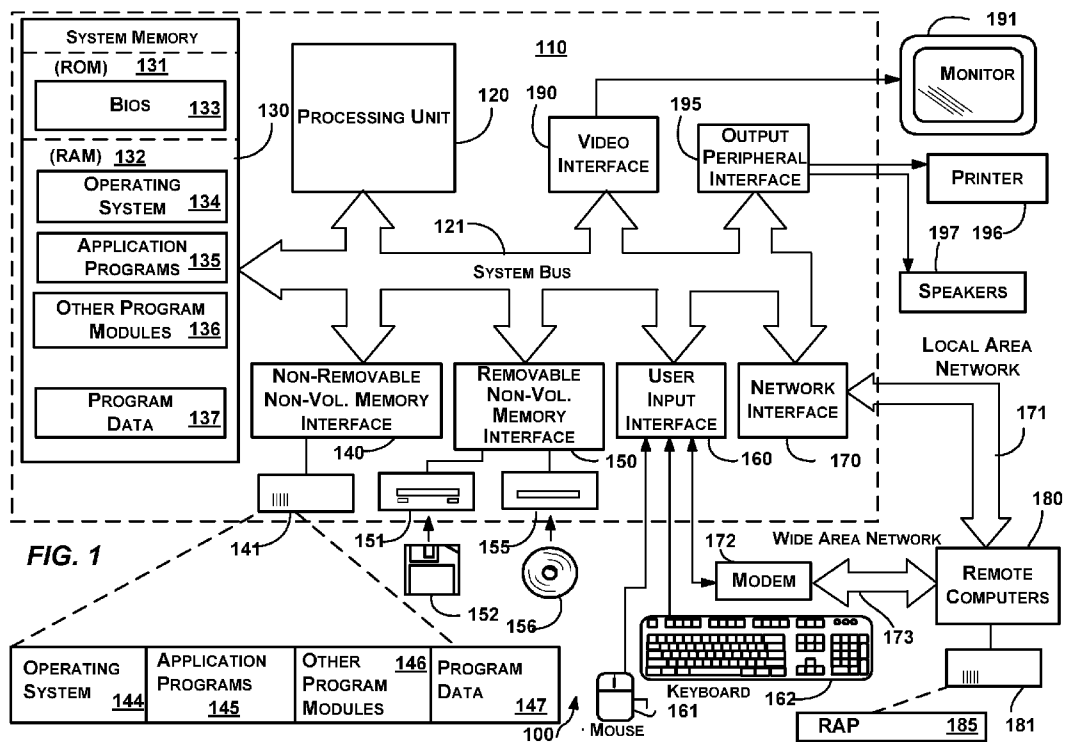 SYSTEM MEMORY
(ROM) 131
BIOS 133
(RAM) 132
OPERATING
SYSTEM 134
APPLICATION
PROGRAMS 135
OTHER PROGRAM
MODULES 136
PROGRAM
DATA 137
130
PROCESSING UNIT
120
110
190
VIDEO
INTERFACE
195
OUTPUT
PERIPHERAL
INTERFACE
191
MONITOR
PRINTER
196
197
SPEAKERS
121
SYSTEM BUS
NON-REMOVABLE
NON-VOL. MEMORY
INTERFACE
140
REMOVABLE
NON-VOL.
MEMORY
INTERFACE
150
USER
INPUT
INTERFACE
160
NETWORK
INTERFACE
170
LOCAL AREA
NETWORK
171
141
151
152
155
156
FIG. 1
172
MODEM
WIDE AREA NETWORK
173
180
REMOTE
COMPUTERS
181
RAP 185
KEYBOARD
162
161
MOUSE
100
OPERATING
SYSTEM 144
APPLICATION
PROGRAMS
145
OTHER 146
PROGRAM
MODULES
PROGRAM
DATA
147